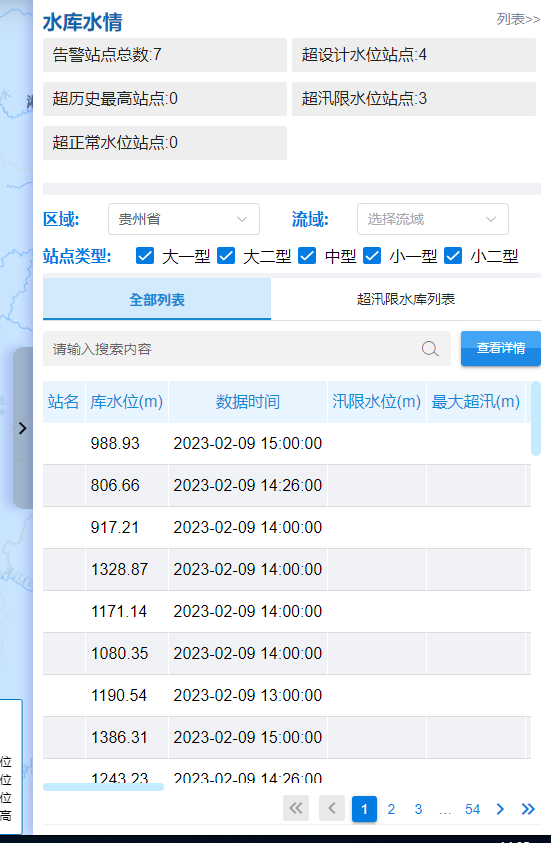 水库水情 列表>>
告警站点总数:7 超设计水位站点:4
超历史最高站点:0 超汛限水位站点:3
超正常水位站点:0
区域: 贵州省 流域: 选择流域
站点类型: 大一型 大二型 中型 小一型 小二型
全部列表 超汛限水库列表
请输入搜索内容 查看详情
站名 库水位(m) 数据时间 汛限水位(m) 最大超汛(m)
988.93 2023-02-09 15:00:00
806.66 2023-02-09 14:26:00
917.21 2023-02-09 14:00:00
1328.87 2023-02-09 14:00:00
1171.14 2023-02-09 14:00:00
1080.35 2023-02-09 14:00:00
1190.54 2023-02-09 13:00:00
1386.31 2023-02-09 15:00:00
1243.23 2023-02-09 14:26:00
1 2 3 ... 54
位
位
位
高